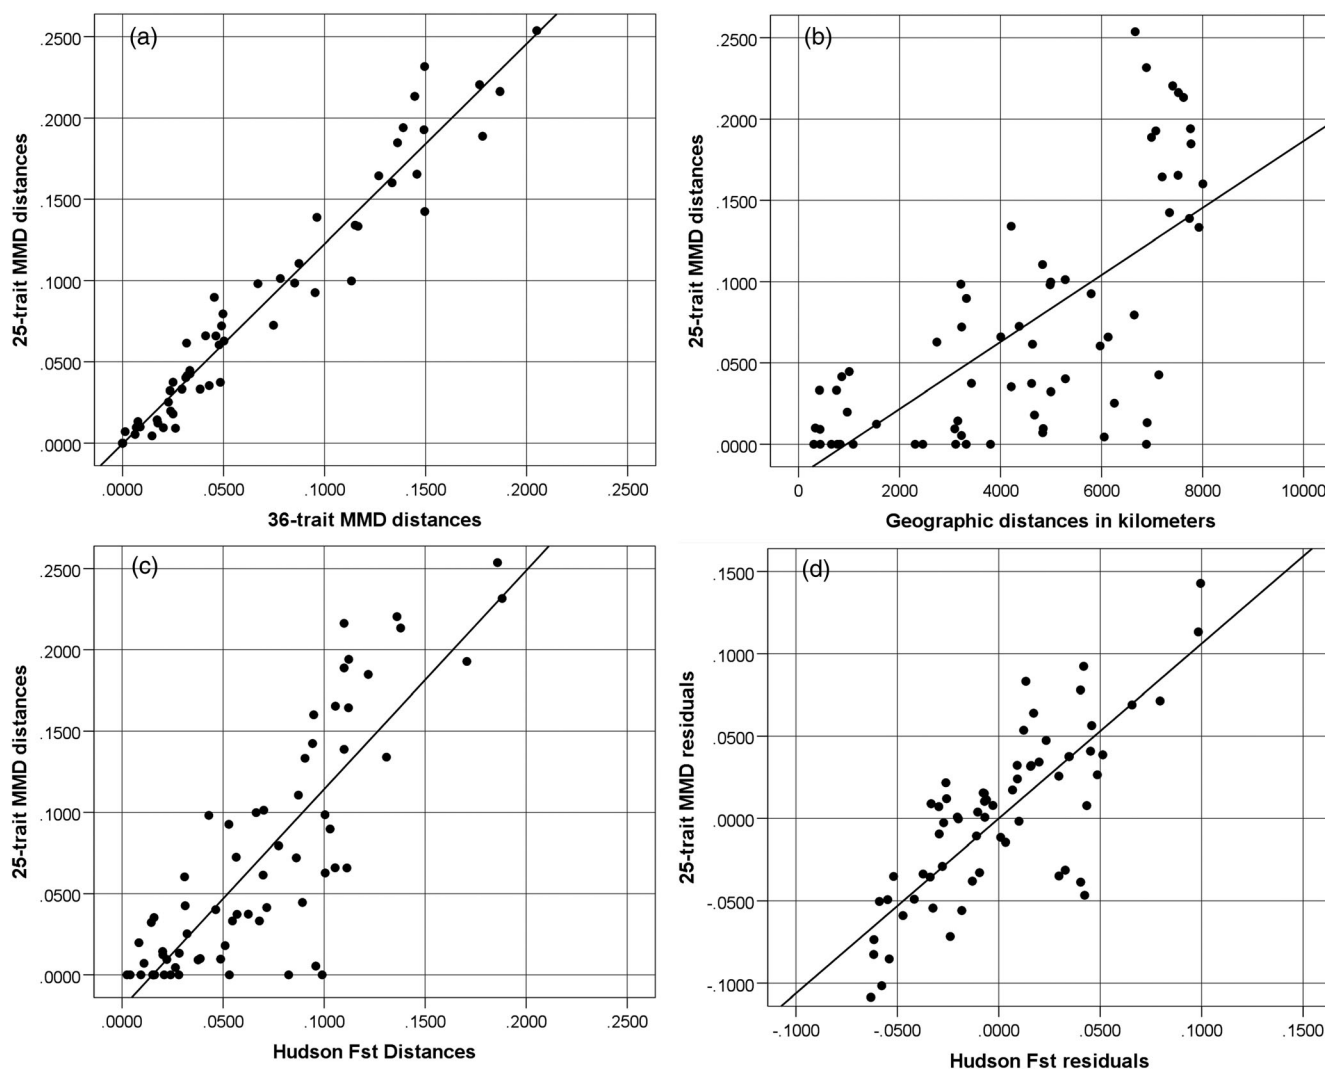 (a)
.2500
.2000
.1500
.1000
.0500
.0000
25-trait MMD distances
.0000 .0500 .1000 .1500 .2000 .2500
36-trait MMD distances
(b)
.2500
.2000
.1500
.1000
.0500
.0000
25-trait MMD distances
0 2000 4000 6000 8000 10000
Geographic distances in kilometers
(c)
.2500
.2000
.1500
.1000
.0500
.0000
25-trait MMD distances
.0000 .0500 .1000 .1500 .2000 .2500
Hudson Fst Distances
(d)
.1500
.1000
.0500
.0000
-.0500
-.1000
25-trait MMD residuals
-.1000 -.0500 .0000 .0500 .1000 .1500
Hudson Fst residuals